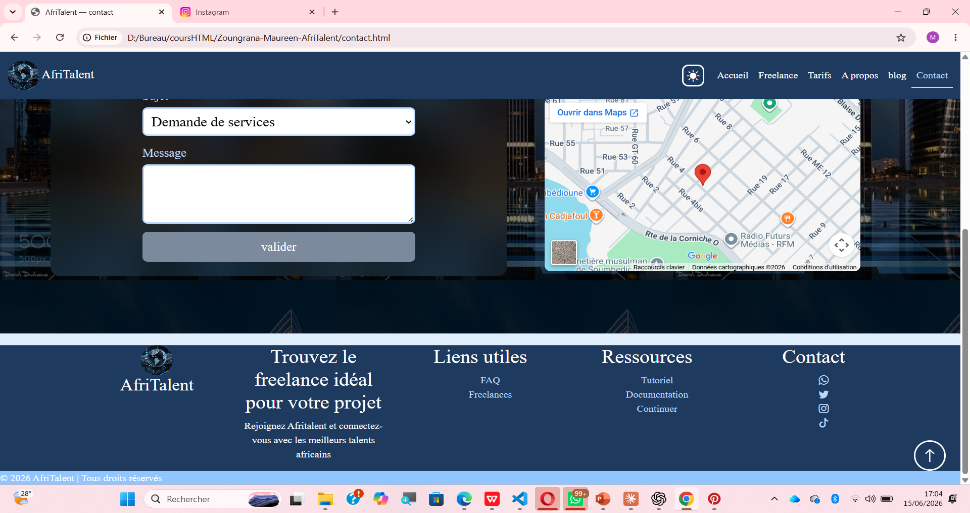 AfriTalent — contact
Instagram
Fichier
D:/Bureau/coursHTML/Zoungrana-Maureen-AfriTalent/contact.html
M
AfriTalent
Accueil
Freelance
Tarifs
A propos
blog
Contact
Demande de services
Message
valider
Ouvrir dans Maps
Rue 57
Rue GT-60
Rue 55
Rue 53
Rue 51
Rue 6
Rue 4
Rue 2
Rue 2
Rue 4bis
Rue 15
Rue ME-12
Rue 19
Rue 17
Rue 9
Rte de la Corniche O
Radio Futurs
Médias - RFM
Google
Raccourcis clavier
Données cartographiques ©2026
Conditions d'utilisation
AfriTalent
Trouvez le
freelance idéal
pour votre projet
Rejoignez Afritalent et connectez-
vous avec les meilleurs talents
africains
Liens utiles
FAQ
Freelances
Ressources
Tutoriel
Documentation
Continuer
Contact
© 2026 AfriTalent | Tous droits réservés
28°
Rechercher
99+
17:04
15/06/2026